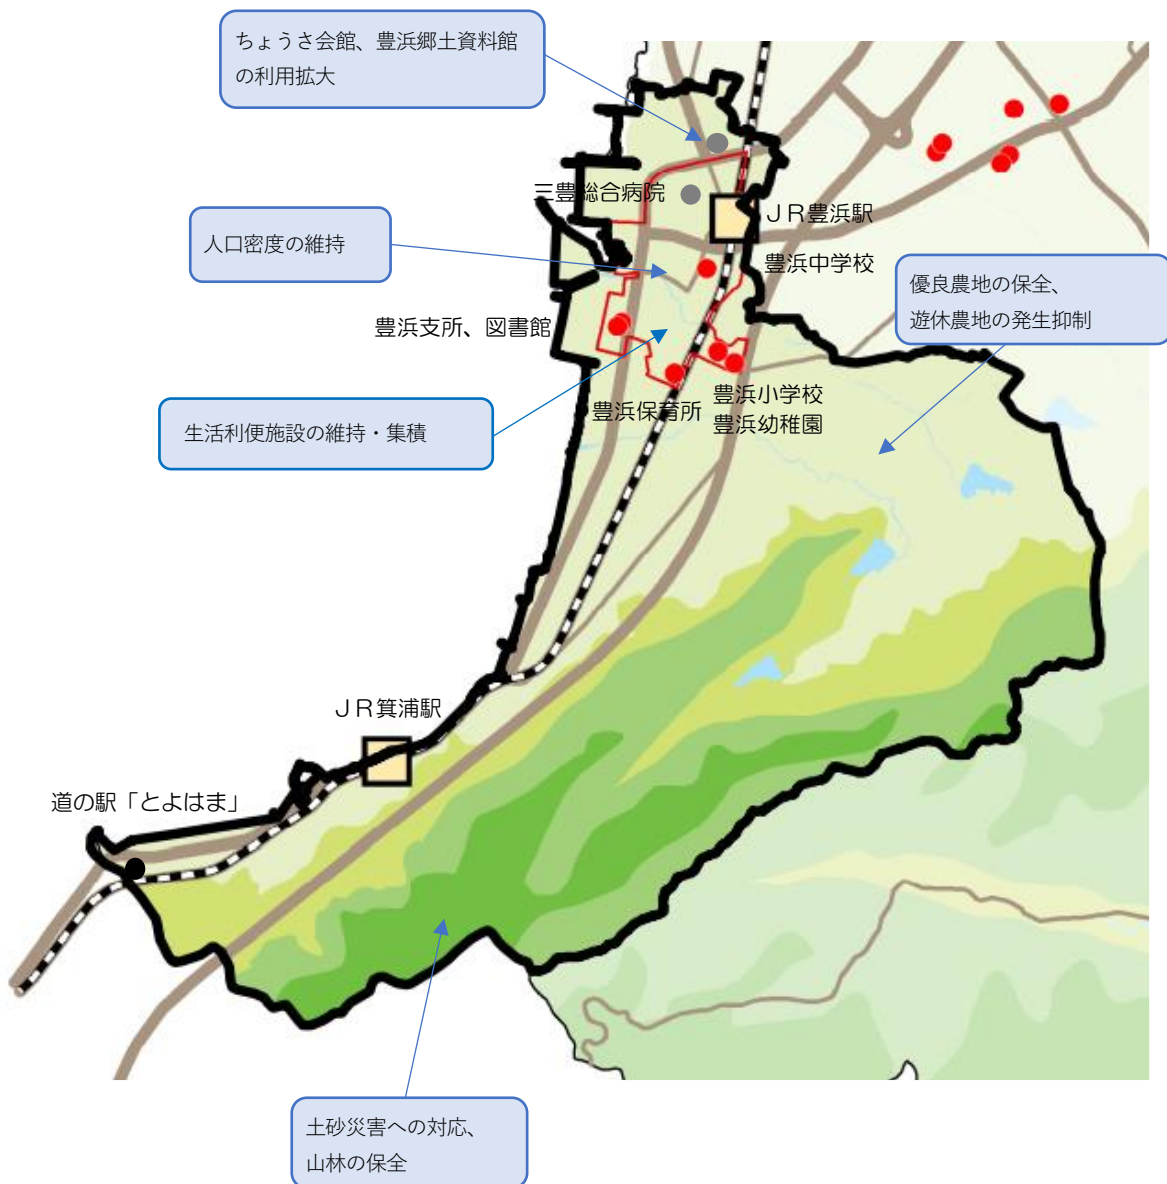 ちょうさ会館、豊浜郷土資料館
の利用拡大
三豊総合病院
ＪＲ豊浜駅
人口密度の維持
豊浜中学校
優良農地の保全、
遊休農地の発生抑制
豊浜支所、図書館
豊浜小学校
豊浜幼稚園
豊浜保育所
生活利便施設の維持・集積
ＪＲ箕浦駅
道の駅「とよはま」
土砂災害への対応、
山林の保全